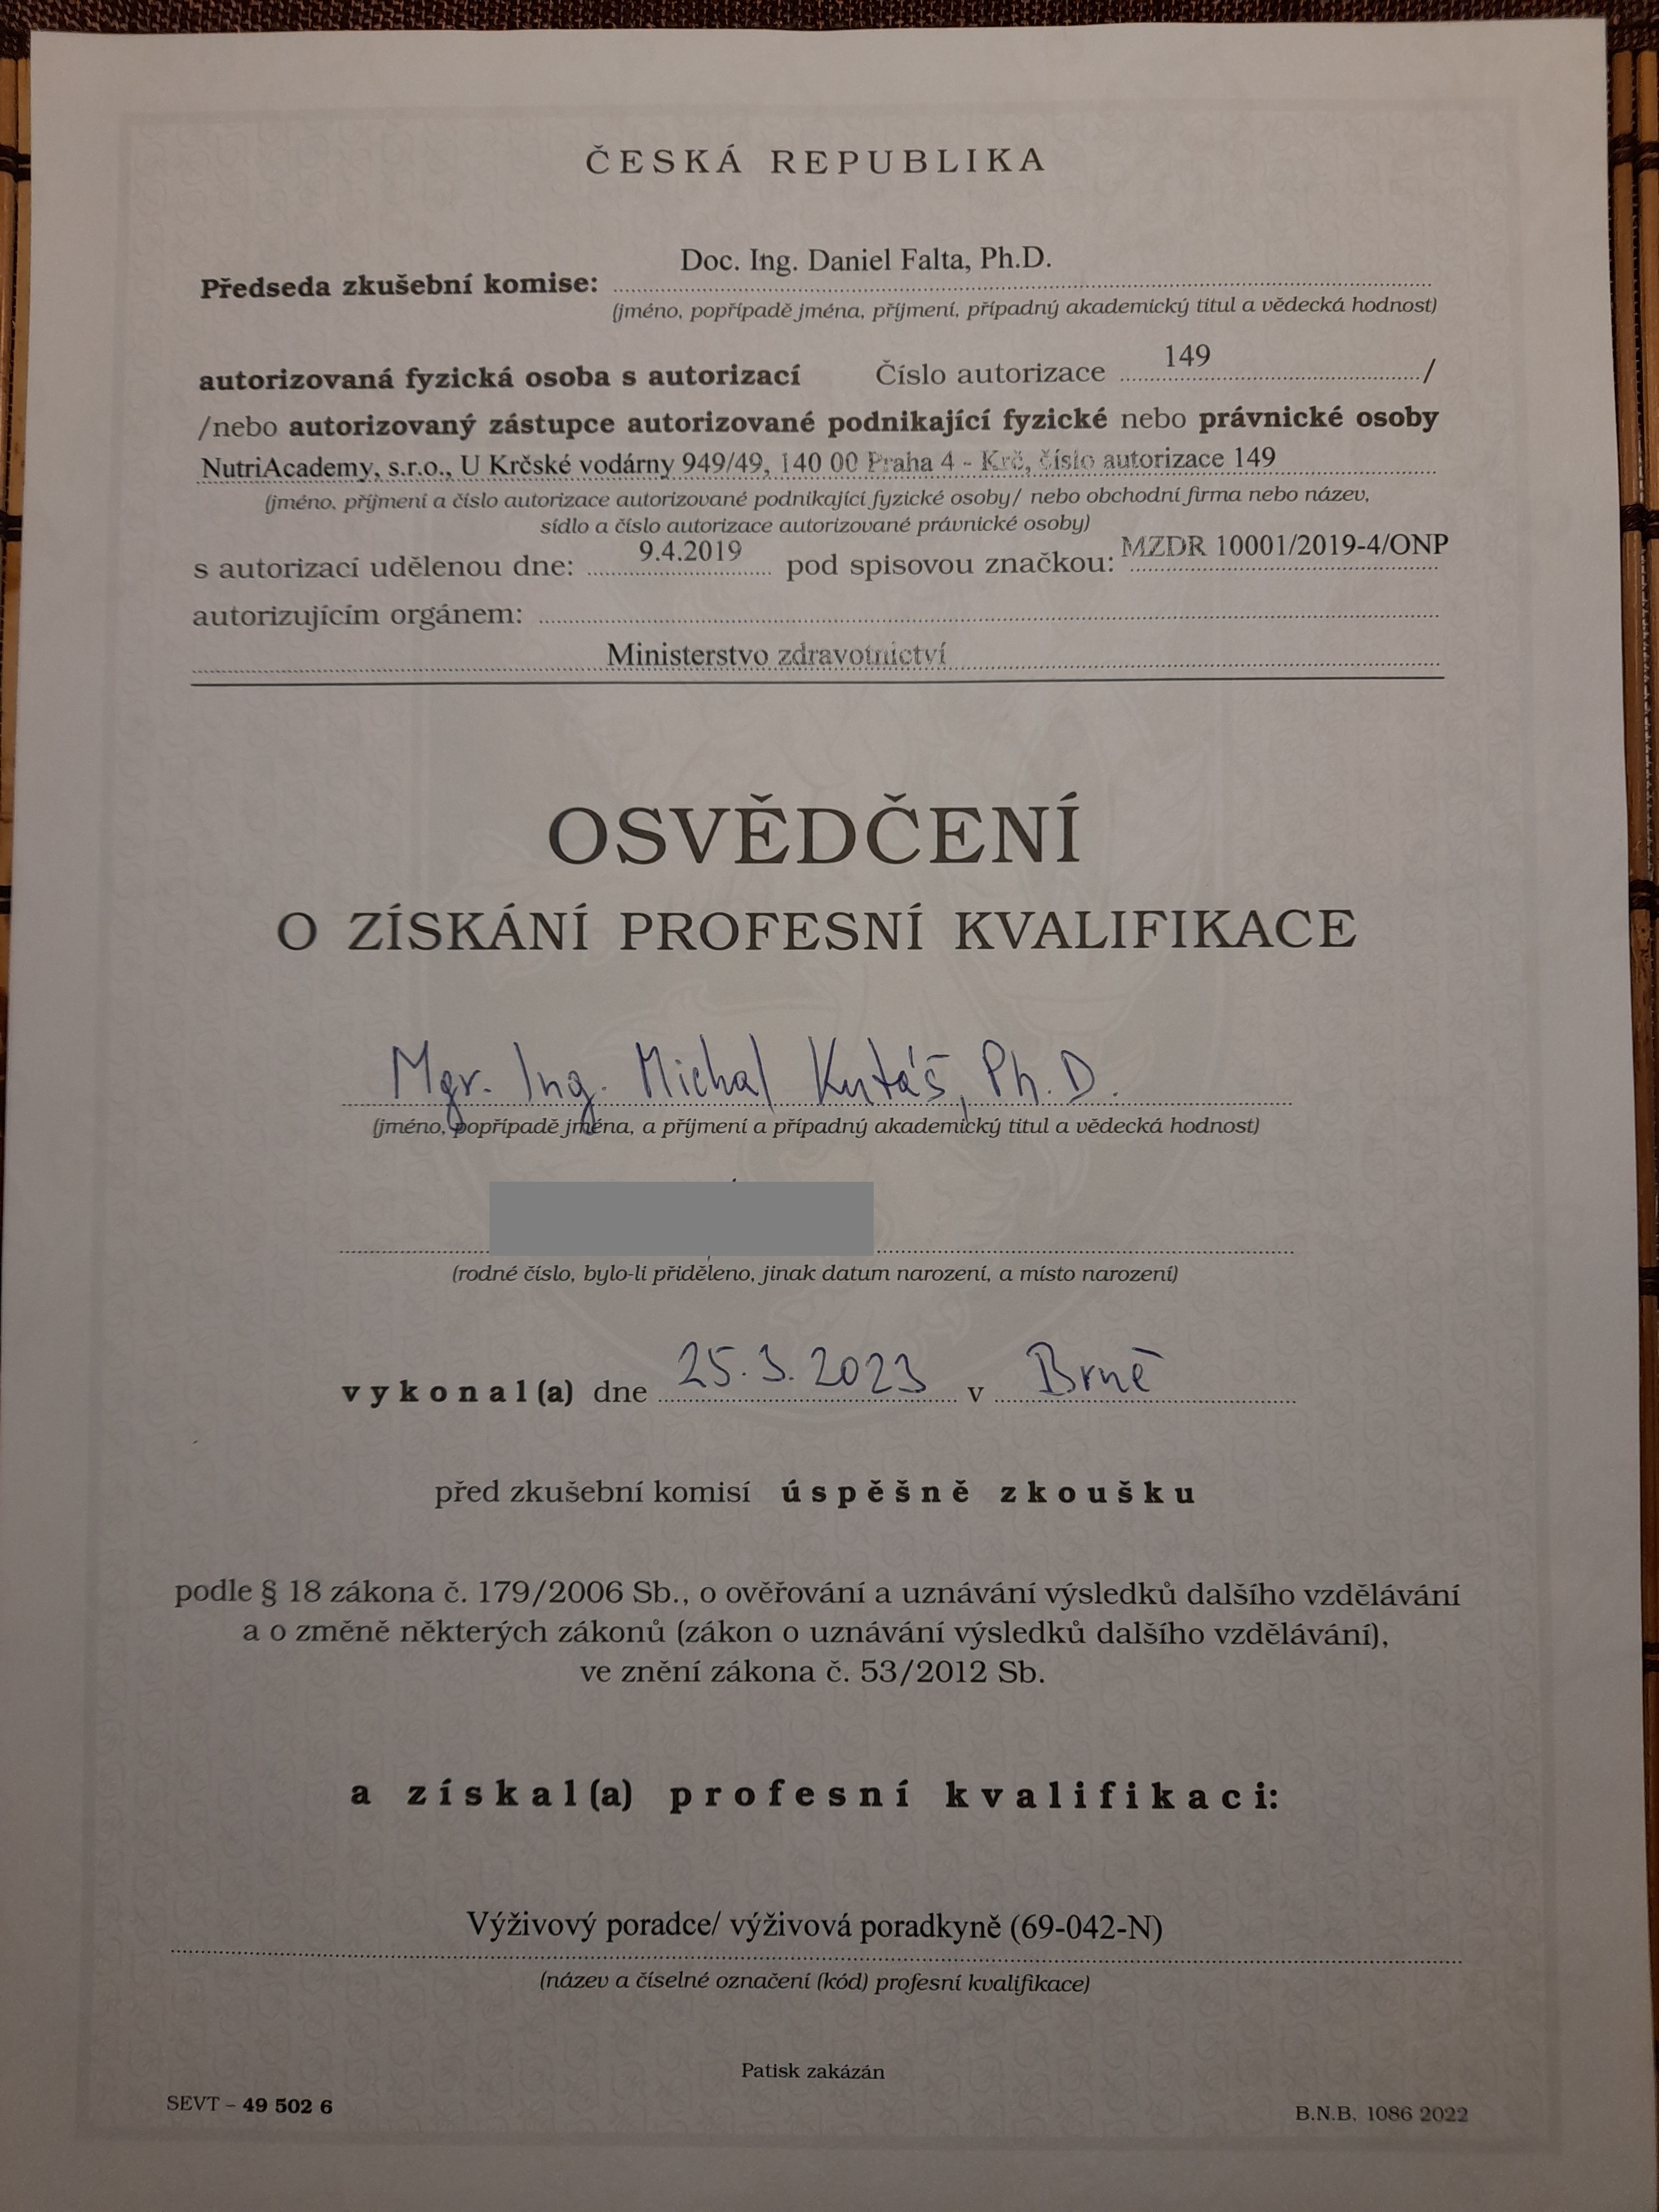 ČESKÁ REPUBLIKA
Doc. Ing. Daniel Falta, Ph.D.
Předseda zkušební komise:
(jméno, popřípadě jména, příjmení, případný akademický titul a vědecká hodnost)
autorizovaná fyzická osoba s autorizací Číslo autorizace 149 /
/nebo autorizovaný zástupce autorizované podnikající fyzické nebo právnické osoby
NutriAcademy, s.r.o., U Krčské vodárny 949/49, 140 00 Praha 4 - Krč, číslo autorizace 149
(jméno, příjmení a číslo autorizace autorizované podnikající fyzické osoby/ nebo obchodní firma nebo název,
sídlo a číslo autorizace autorizované právnické osoby)
s autorizací udělenou dne: 9.4.2019 pod spisovou značkou: MZDR 10001/2019-4/ONP
autorizujícím orgánem:
Ministerstvo zdravotnictví
OSVĚDČENÍ
O ZÍSKÁNÍ PROFESNÍ KVALIFIKACE
Mgr. Ing. Michal Kutáš, Ph.D.
(jméno, popřípadě jména, a příjmení a případný akademický titul a vědecká hodnost)
(rodné číslo, bylo-li přiděleno, jinak datum narození, a místo narození)
vykonal(a) dne 25.3.2023 v Brně
před zkušební komisí úspěšně zkoušku
podle § 18 zákona č. 179/2006 Sb., o ověřování a uznávání výsledků dalšího vzdělávání
a o změně některých zákonů (zákon o uznávání výsledků dalšího vzdělávání),
ve znění zákona č. 53/2012 Sb.
a získal(a) profesní kvalifikaci:
Výživový poradce/ výživová poradkyně (69-042-N)
(název a číselné označení (kód) profesní kvalifikace)
Patisk zakázán
SEVT – 49 502 6
B.N.B. 1086 2022